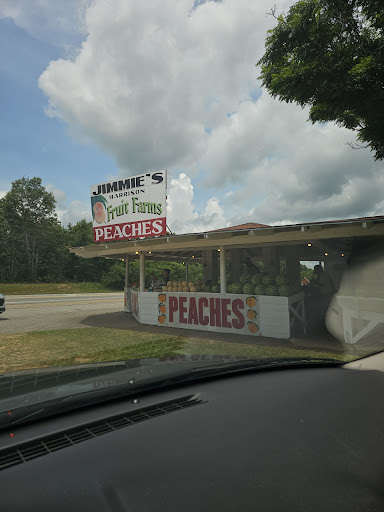 JIMMIE'S
HARRISON
Fruit Farms
PEACHES
PEACHES